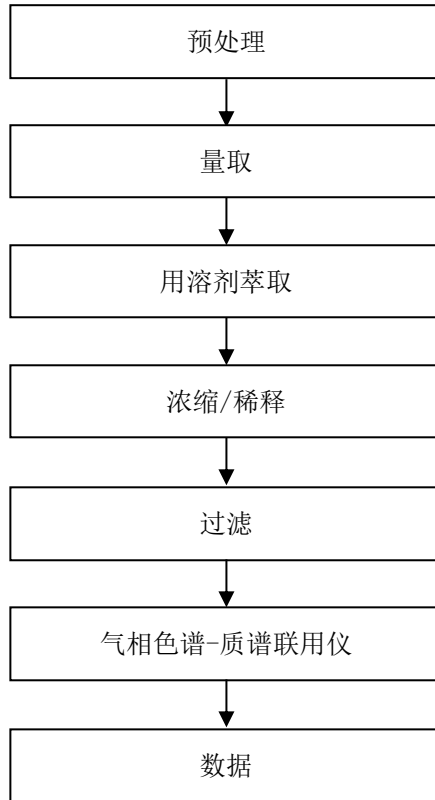 预处理
量取
用溶剂萃取
浓缩/稀释
过滤
气相色谱-质谱联用仪
数据